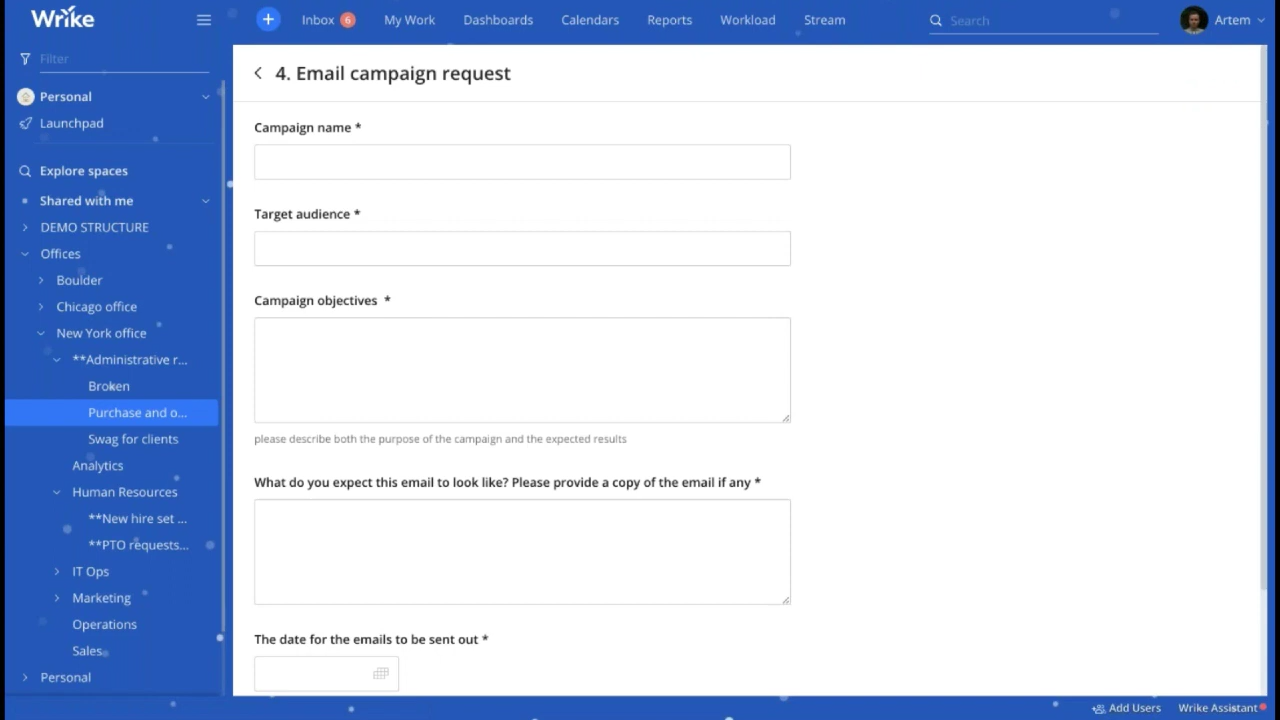 Wrike
Inbox 6 My Work Dashboards Calendars Reports Workload Stream Search Artem
Filter
Personal
Launchpad
Explore spaces
Shared with me
DEMO STRUCTURE
Offices
Boulder
Chicago office
New York office
**Administrative r...
Broken
Purchase and o...
Swag for clients
Analytics
Human Resources
**New hire set ...
**PTO requests...
IT Ops
Marketing
Operations
Sales
Personal
4. Email campaign request
Campaign name *
Target audience *
Campaign objectives *
please describe both the purpose of the campaign and the expected results
What do you expect this email to look like? Please provide a copy of the email if any *
The date for the emails to be sent out *
Add Users Wrike Assistant